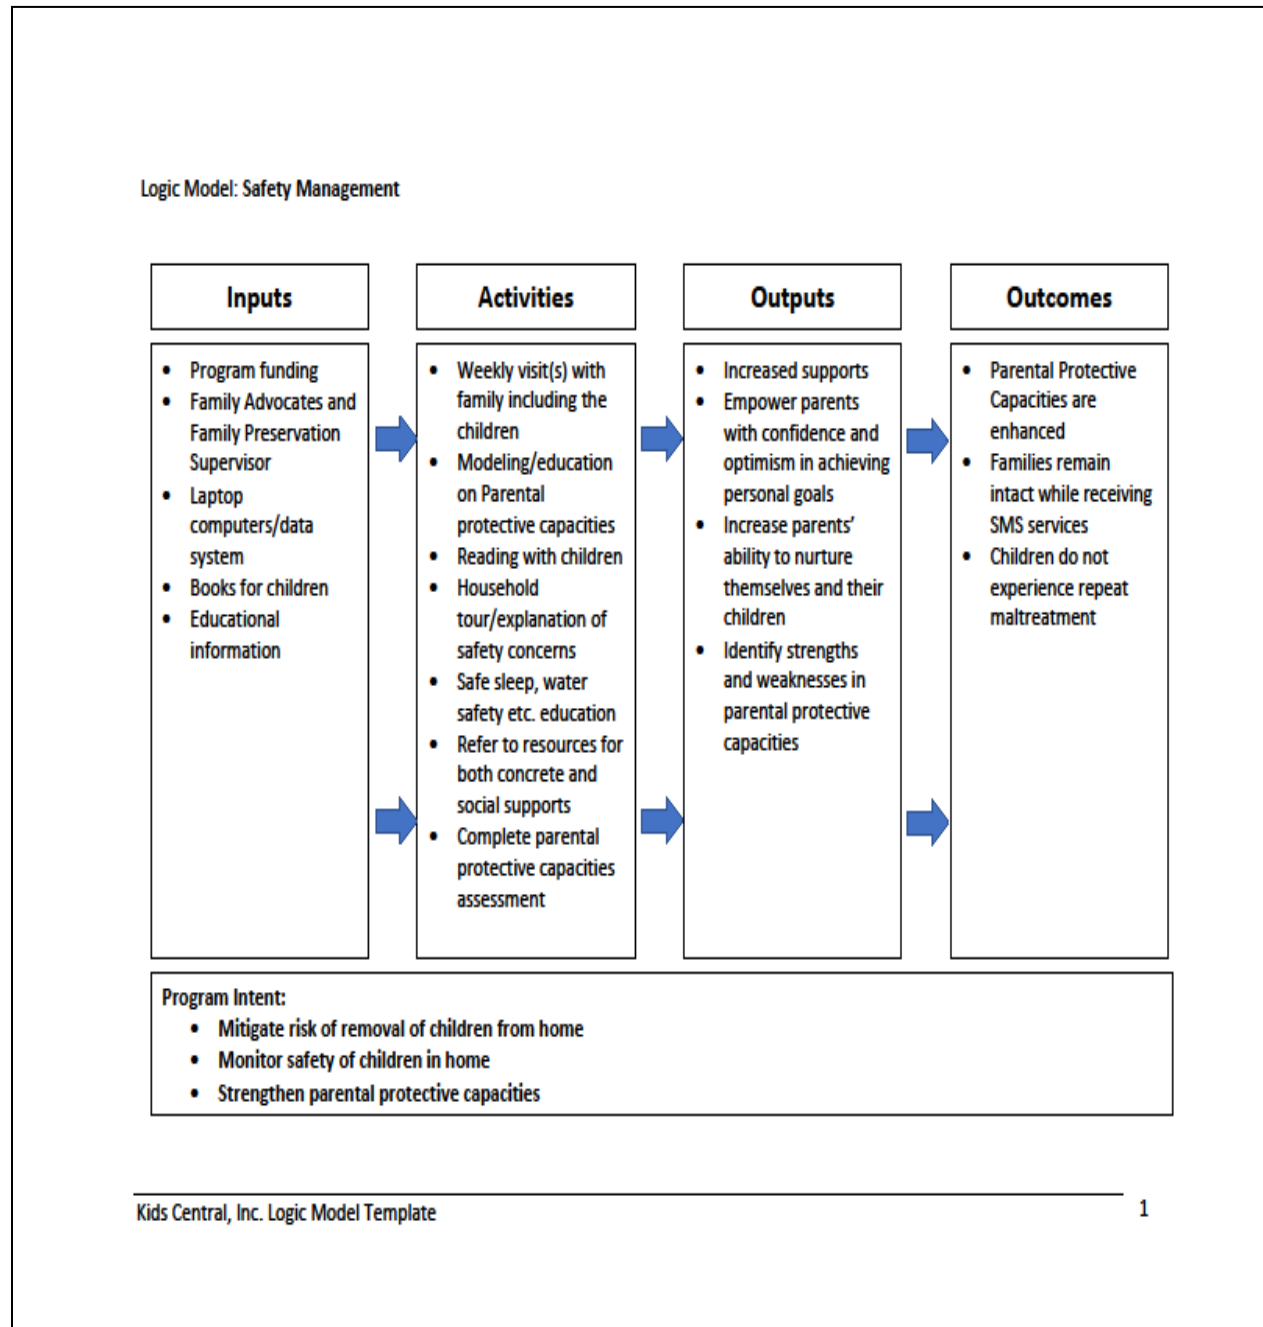 Logic Model: Safety Management
Inputs
• Program funding
• Family Advocates and
Family Preservation
Supervisor
• Laptop
computers/data
system
• Books for children
• Educational
information
Activities
• Weekly visit(s) with
family including the
children
• Modeling/education
on Parental
protective capacities
• Reading with children
• Household
tour/explanation of
safety concerns
• Safe sleep, water
safety etc. education
• Refer to resources for
both concrete and
social supports
• Complete parental
protective capacities
assessment
Outputs
• Increased supports
• Empower parents
with confidence and
optimism in achieving
personal goals
• Increase parents’
ability to nurture
themselves and their
children
• Identify strengths
and weaknesses in
parental protective
capacities
Outcomes
• Parental Protective
Capacities are
enhanced
• Families remain
intact while receiving
SMS services
• Children do not
experience repeat
maltreatment
Program Intent:
• Mitigate risk of removal of children from home
• Monitor safety of children in home
• Strengthen parental protective capacities
Kids Central, Inc. Logic Model Template
1